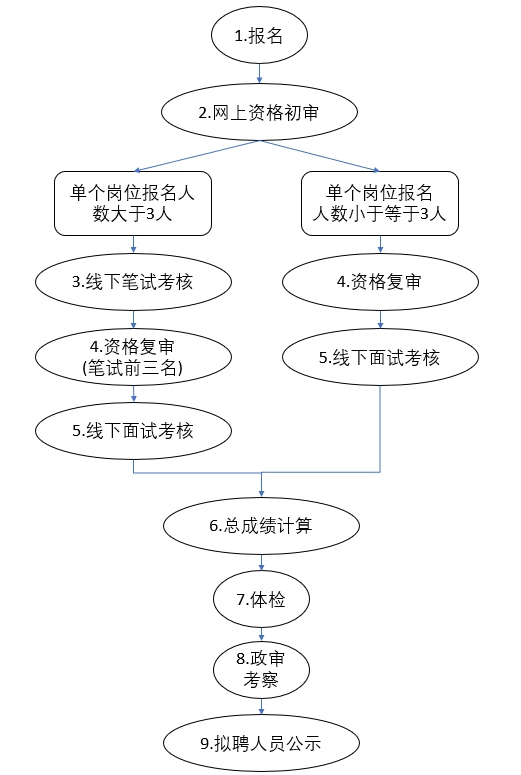 1.报名
2.网上资格初审
单个岗位报名人
数大于3人
单个岗位报名
人数小于等于3人
3.线下笔试考核
4.资格复审
4.资格复审
(笔试前三名)
5.线下面试考核
5.线下面试考核
6.总成绩计算
7.体检
8.政审
考察
9.拟聘人员公示